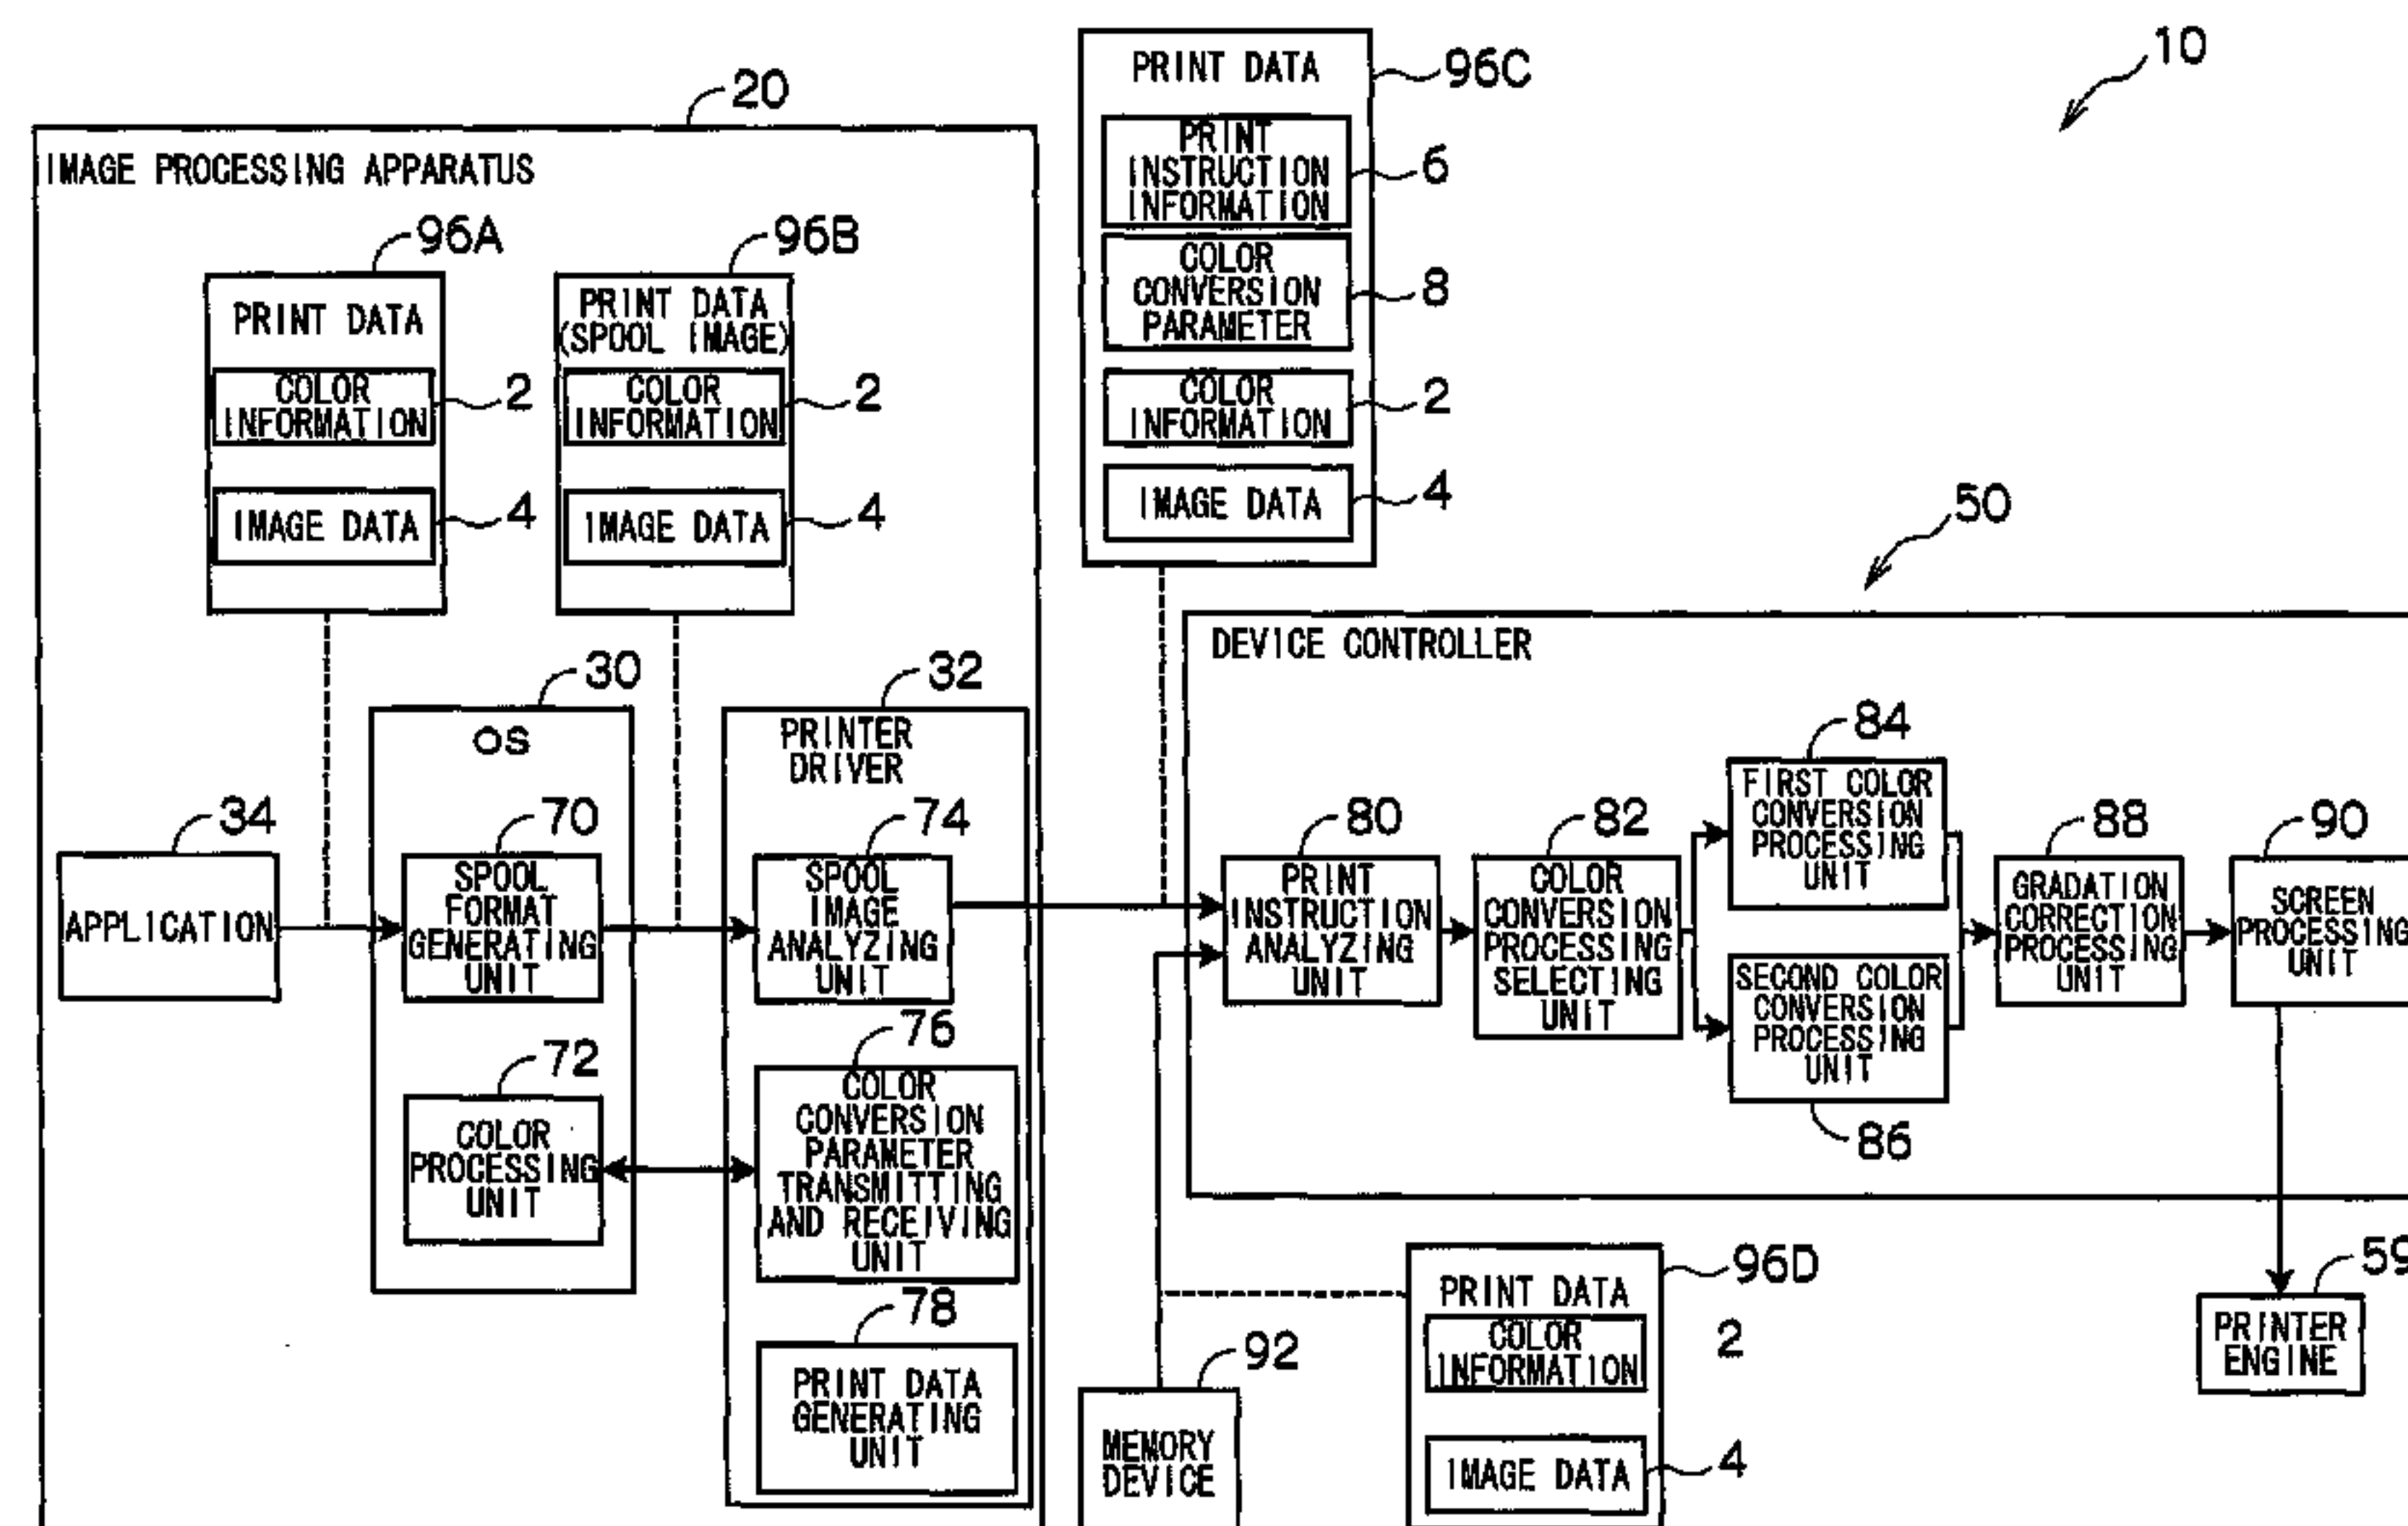 10
20
IMAGE PROCESSING APPARATUS
96A
PRINT DATA
COLOR
INFORMATION
2
IMAGE DATA
4
96B
PRINT DATA
(SPOOL IMAGE)
COLOR
INFORMATION
2
IMAGE DATA
4
96C
PRINT DATA
PRINT
INSTRUCTION
INFORMATION
6
COLOR
CONVERSION
PARAMETER
8
COLOR
INFORMATION
2
IMAGE DATA
4
50
DEVICE CONTROLLER
34
APPLICATION
30
OS
70
SPOOL
FORMAT
GENERATING
UNIT
72
COLOR
PROCESSING
UNIT
32
PRINTER
DRIVER
74
SPOOL
IMAGE
ANALYZING
UNIT
76
COLOR
CONVERSION
PARAMETER
TRANSMITTING
AND RECEIVING
UNIT
78
PRINT DATA
GENERATING
UNIT
80
PRINT
INSTRUCTION
ANALYZING
UNIT
82
COLOR
CONVERSION
PROCESSING
SELECTING
UNIT
84
FIRST COLOR
CONVERSION
PROCESSING
UNIT
SECOND COLOR
CONVERSION
PROCESSING
UNIT
86
88
GRADATION
CORRECTION
PROCESSING
UNIT
90
SCREEN
PROCESSING
UNIT
59
PRINTER
ENGINE
92
MEMORY
DEVICE
96D
PRINT DATA
COLOR
INFORMATION
2
IMAGE DATA
4